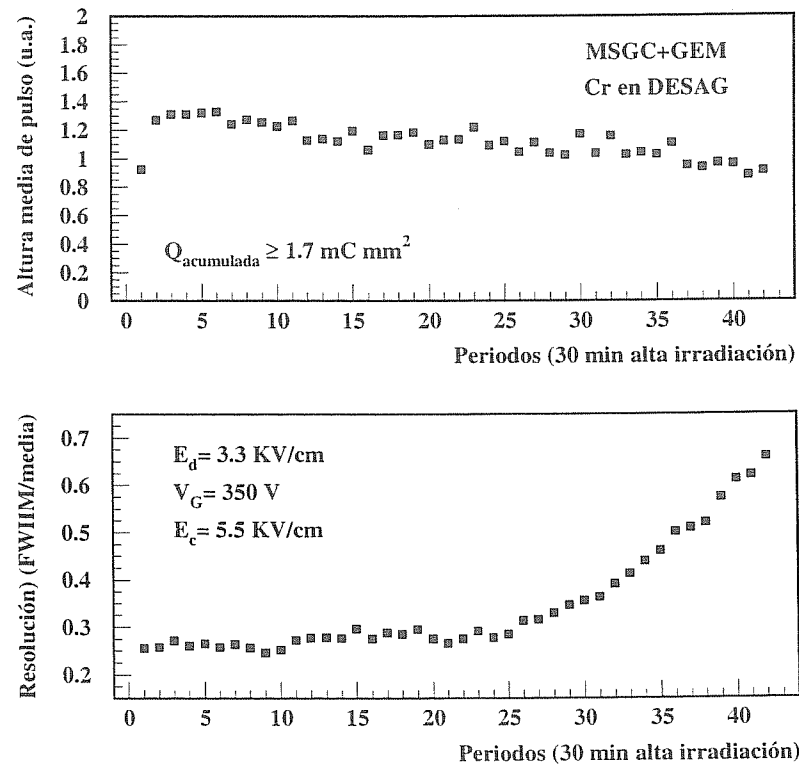 Altura media de pulso (u.a.)
2
1.8
1.6
1.4
1.2
1
0.8
0.6
0.4
0.2
0
MSGC+GEM
Cr en DESAG
Qacumulada ≥ 1.7 mC mm²
0 5 10 15 20 25 30 35 40
Periodos (30 min alta irradiación)
Resolución) (FWHM/media)
0.7
0.6
0.5
0.4
0.3
0.2
Ed= 3.3 KV/cm
VG= 350 V
Ec= 5.5 KV/cm
0 5 10 15 20 25 30 35 40
Periodos (30 min alta irradiación)